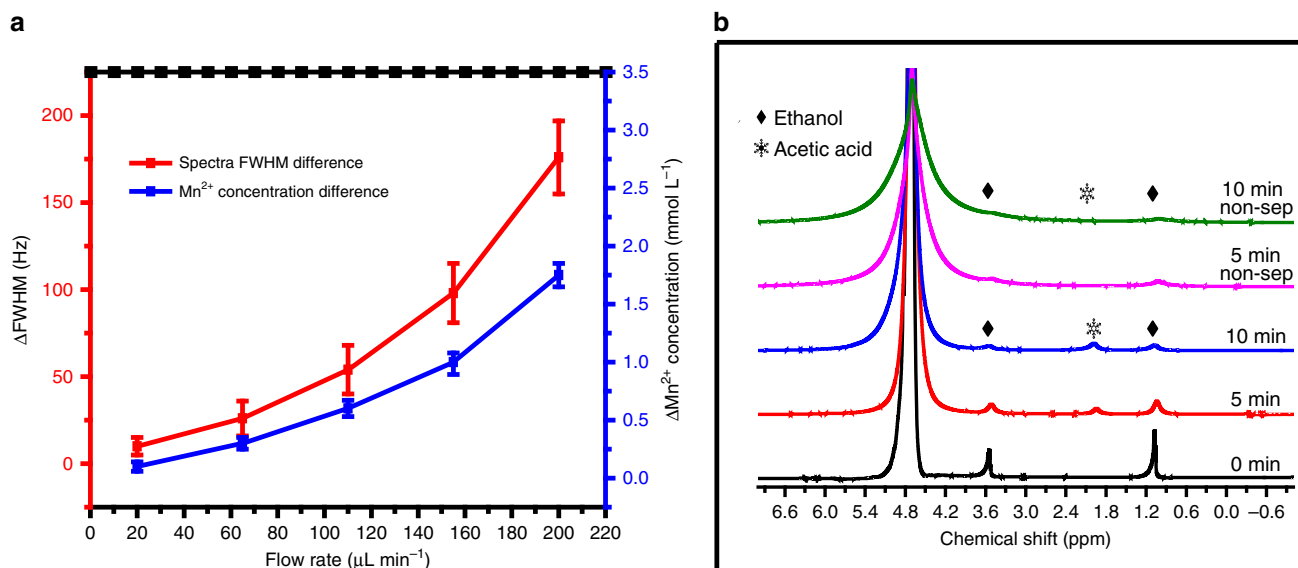 a
ΔFWHM (Hz)
200
150
100
50
0
Spectra FWHM difference
Mn²⁺ concentration difference
3.5
3.0
2.5
2.0
1.5
1.0
0.5
0.0
ΔMn²⁺ concentration (mmol L⁻¹)
0 20 40 60 80 100 120 140 160 180 200 220
Flow rate (μL min⁻¹)
b
Ethanol
Acetic acid
10 min
non-sep
5 min
non-sep
10 min
5 min
0 min
6.6 6.0 5.4 4.8 4.2 3.6 3.0 2.4 1.8 1.2 0.6 0.0 –0.6
Chemical shift (ppm)